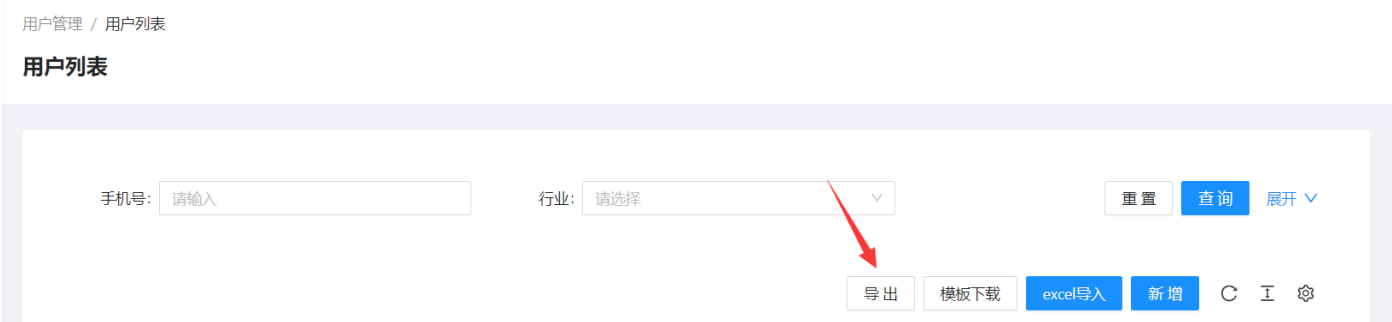 用户管理 / 用户列表
用户列表
手机号: 请输入 行业: 请选择 重置 查询 展开
导出 模板下载 excel导入 新增